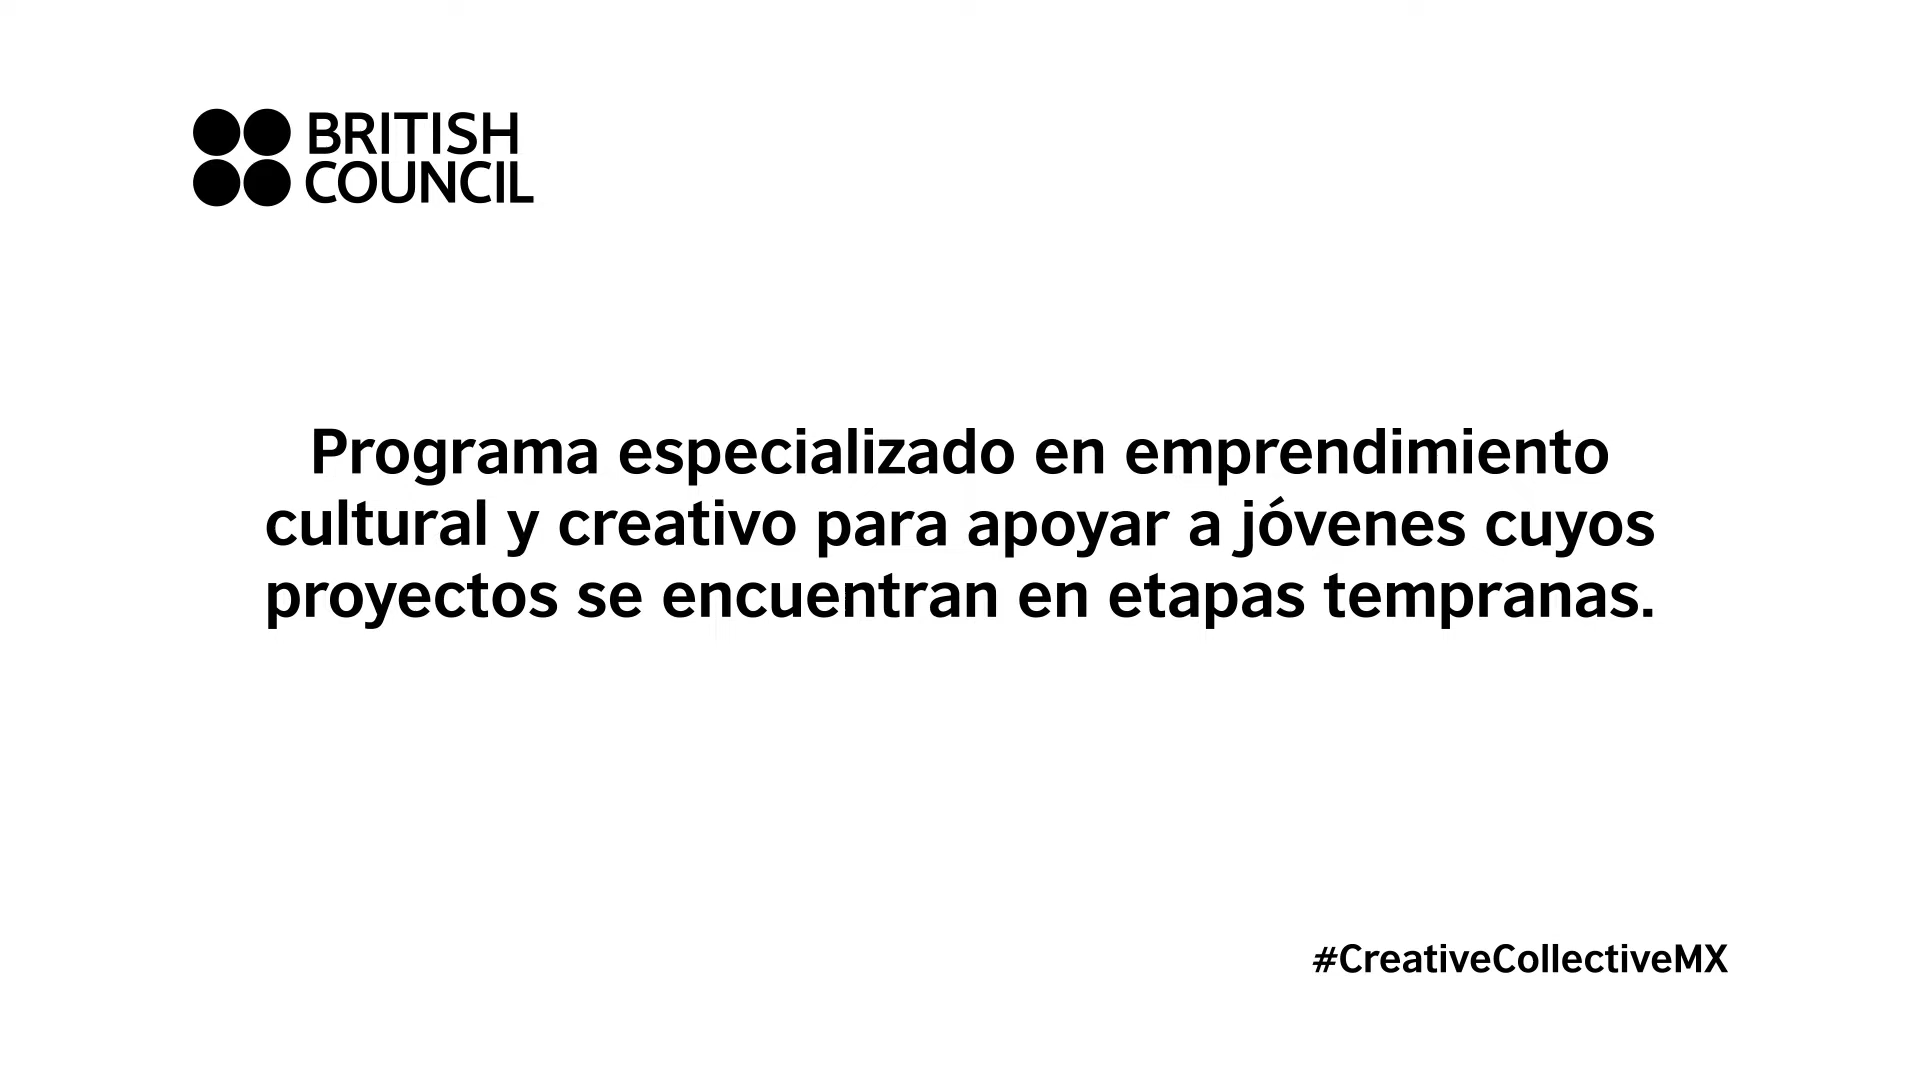 BRITISH
COUNCIL
Programa especializado en emprendimiento
cultural y creativo para apoyar a jóvenes cuyos
proyectos se encuentran en etapas tempranas.
#CreativeCollectiveMX